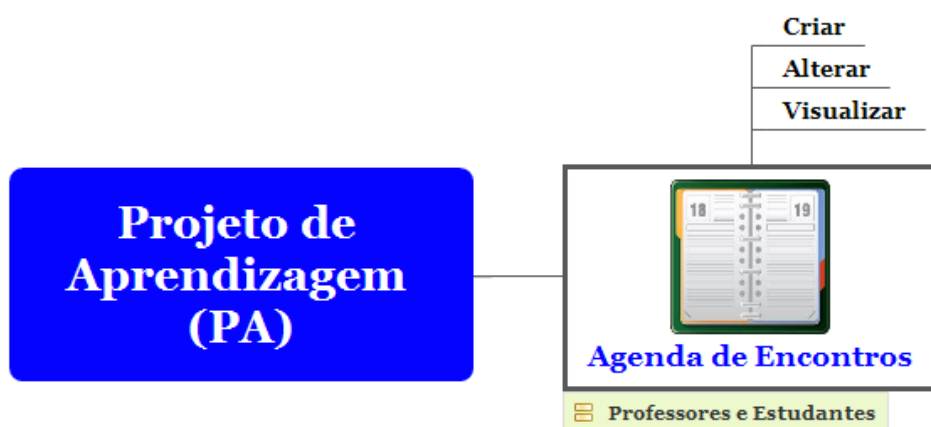 Criar
Alterar
Visualizar
Projeto de
Aprendizagem
(PA)
18
19
Agenda de Encontros
Professores e Estudantes